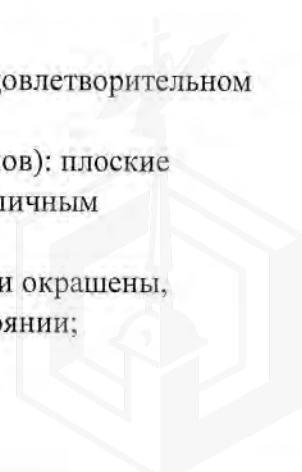 довлетворительном
ов): плоские
личным
и окрашены,
оянии;